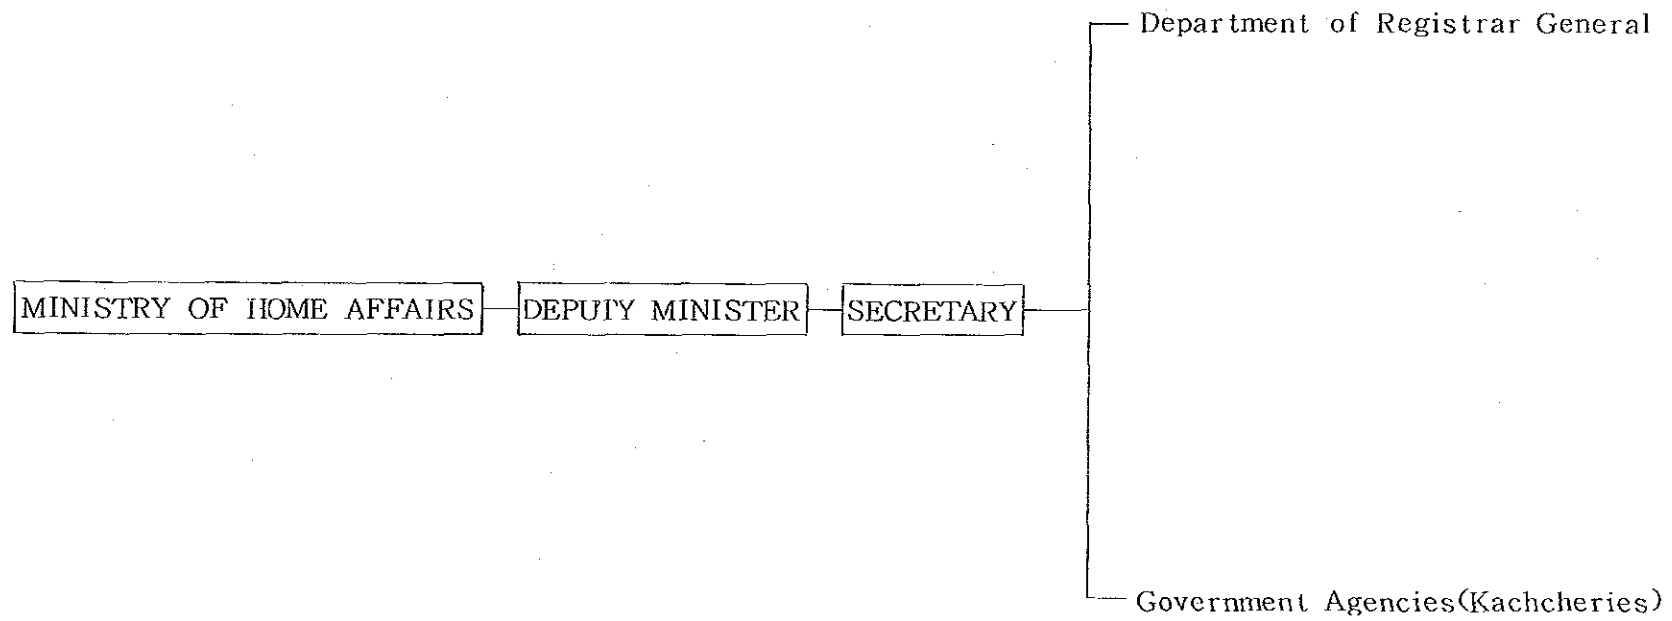 Department of Registrar General
MINISTRY OF HOME AFFAIRS
DEPUTY MINISTER
SECRETARY
Government Agencies(Kachcheries)